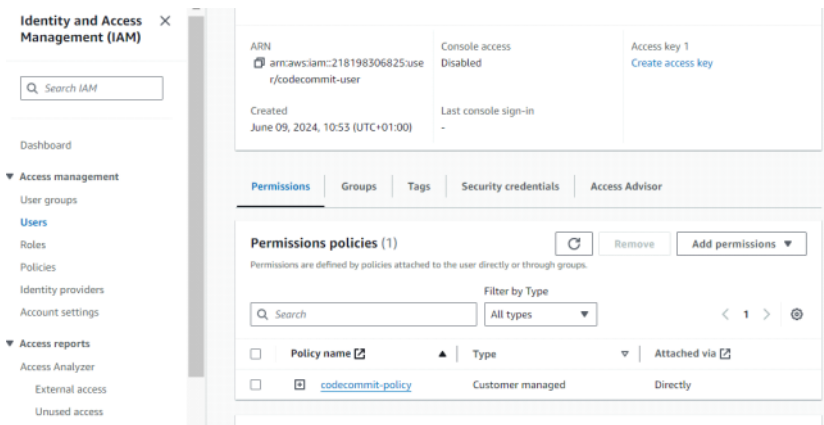 Identity and Access
Management (IAM)
Search IAM
Dashboard
Access management
User groups
Users
Roles
Policies
Identity providers
Account settings
Access reports
Access Analyzer
External access
Unused access
ARN
arn:aws:iam::218198306825:use
r/codecommit-user
Console access
Disabled
Access key 1
Create access key
Created
June 09, 2024, 10:53 (UTC+01:00)
Last console sign-in
-
Permissions Groups Tags Security credentials Access Advisor
Permissions policies (1)
Remove Add permissions
Permissions are defined by policies attached to the user directly or through groups.
Filter by Type
Search All types 1
Policy name Type Attached via
codecommit-policy Customer managed Directly